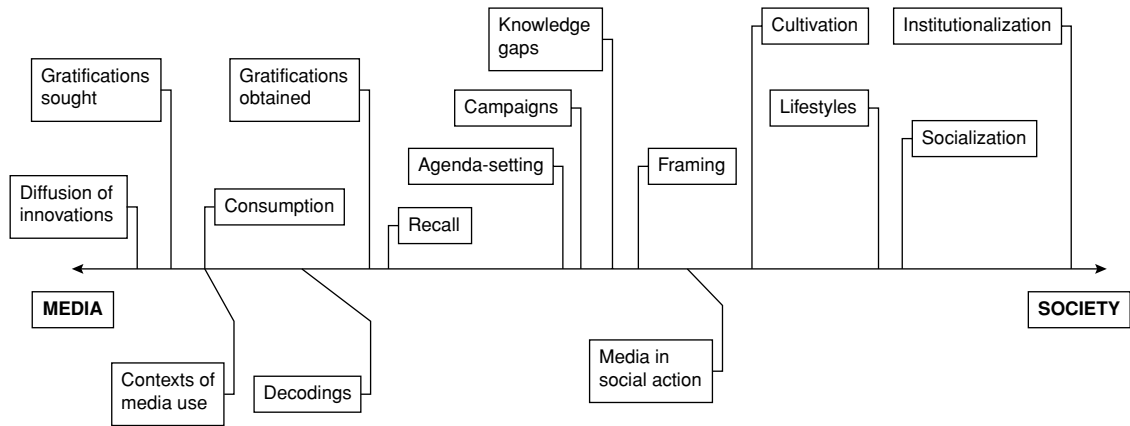 Knowledge
gaps
Cultivation
Institutionalization
Gratifications
sought
Gratifications
obtained
Campaigns
Lifestyles
Socialization
Agenda-setting
Framing
Diffusion of
innovations
Consumption
Recall
MEDIA
SOCIETY
Contexts of
media use
Decodings
Media in
social action